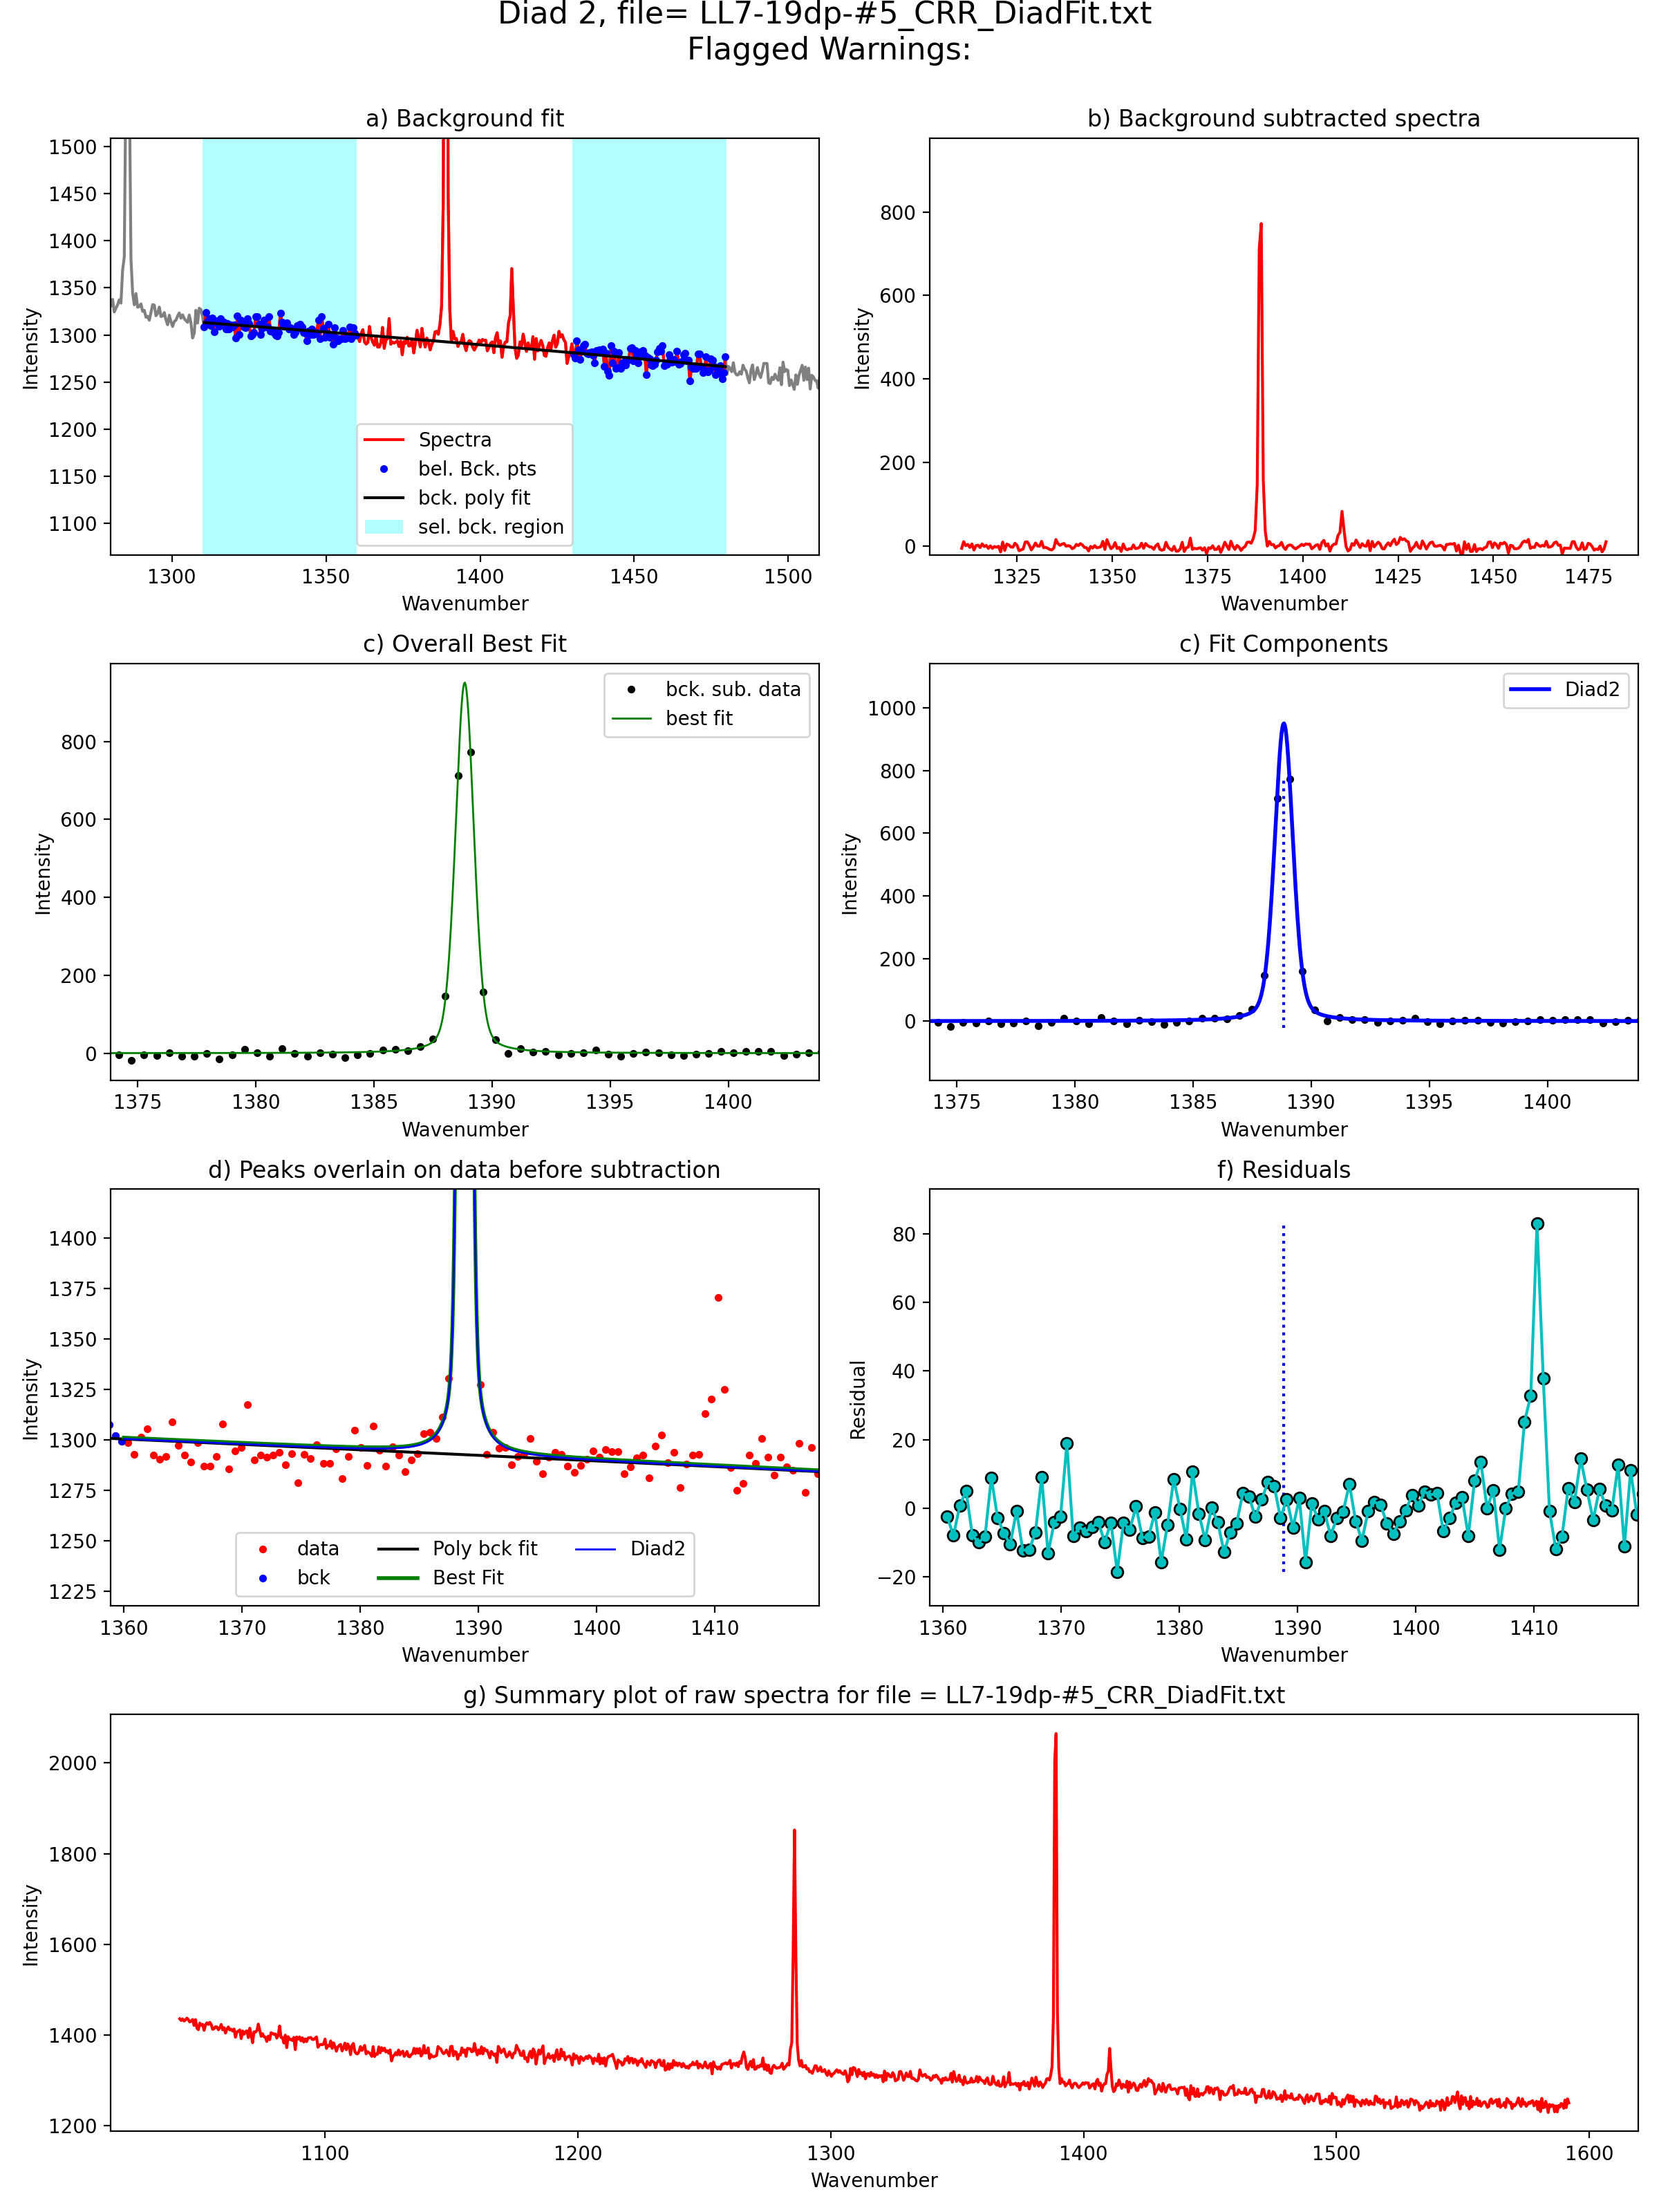 Diad 2, file= LL7-19dp-#5_CRR_DiadFit.txt
Flagged Warnings:
a) Background fit
1500
1450
1400
1350
1300
1250
1200
1150
1100
Intensity
Spectra
bel. Bck. pts
bck. poly fit
sel. bck. region
1300
1350
1400
1450
1500
Wavenumber
b) Background subtracted spectra
800
600
400
200
0
Intensity
1325
1350
1375
1400
1425
1450
1475
Wavenumber
c) Overall Best Fit
800
600
400
200
0
Intensity
bck. sub. data
best fit
1375
1380
1385
1390
1395
1400
Wavenumber
c) Fit Components
1000
800
600
400
200
0
Intensity
Diad2
1375
1380
1385
1390
1395
1400
Wavenumber
d) Peaks overlain on data before subtraction
1400
1375
1350
1325
1300
1275
1250
1225
Intensity
data
bck
Poly bck fit
Best Fit
Diad2
1360
1370
1380
1390
1400
1410
Wavenumber
f) Residuals
80
60
40
20
0
−20
Residual
1360
1370
1380
1390
1400
1410
Wavenumber
g) Summary plot of raw spectra for file = LL7-19dp-#5_CRR_DiadFit.txt
2000
1800
1600
1400
1200
Intensity
1100
1200
1300
1400
1500
1600
Wavenumber